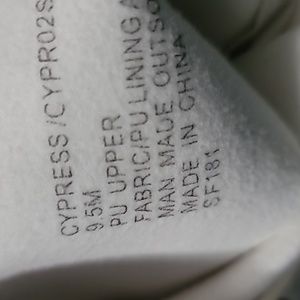 CYPRESS/CYPR02S
9.5M
PU UPPER
FABRIC/PU LINING A
MAN MADE OUTSO
MADE IN CHINA
SF181